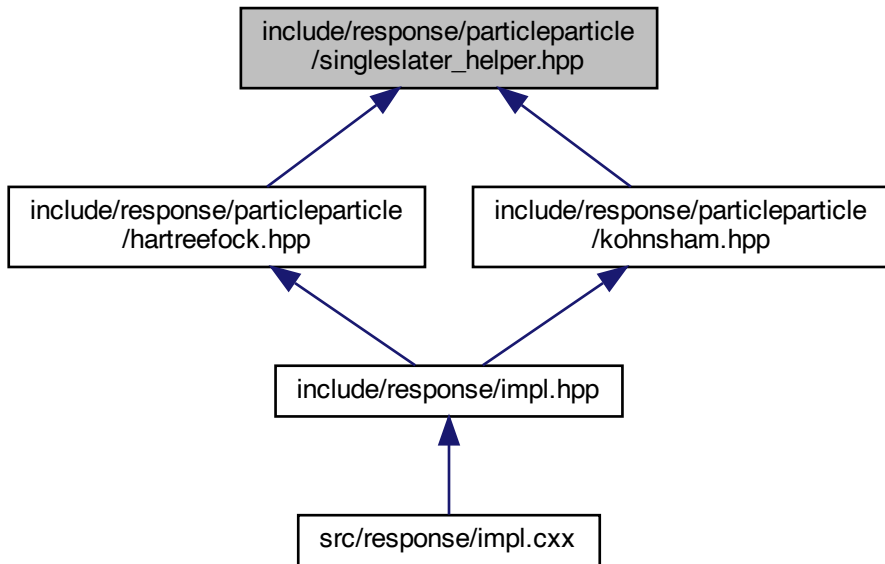 include/response/particleparticle
/singleslater_helper.hpp
include/response/particleparticle
/hartreefock.hpp
include/response/particleparticle
/kohnsham.hpp
include/response/impl.hpp
src/response/impl.cxx